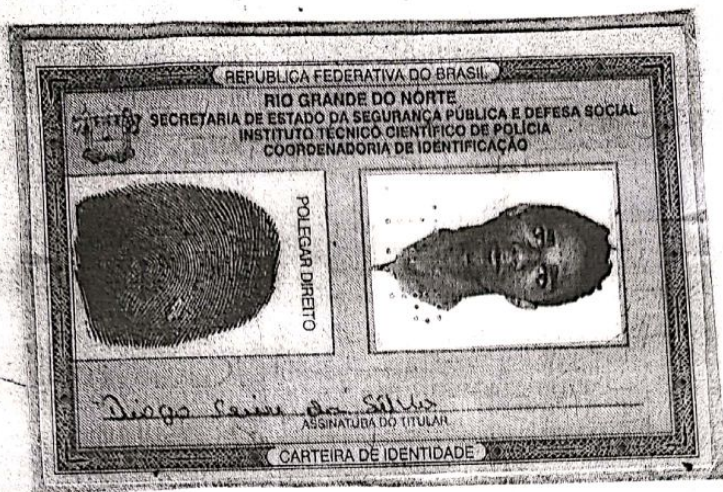 REPÚBLICA FEDERATIVA DO BRASIL
RIO GRANDE DO NORTE
SECRETARIA DE ESTADO DA SEGURANÇA PÚBLICA E DEFESA SOCIAL
INSTITUTO TÉCNICO CIENTÍFICO DE POLÍCIA
COORDENADORIA DE IDENTIFICAÇÃO
POLEGAR DIREITO
Diogo da Silva
ASSINATURA DO TITULAR
CARTEIRA DE IDENTIDADE